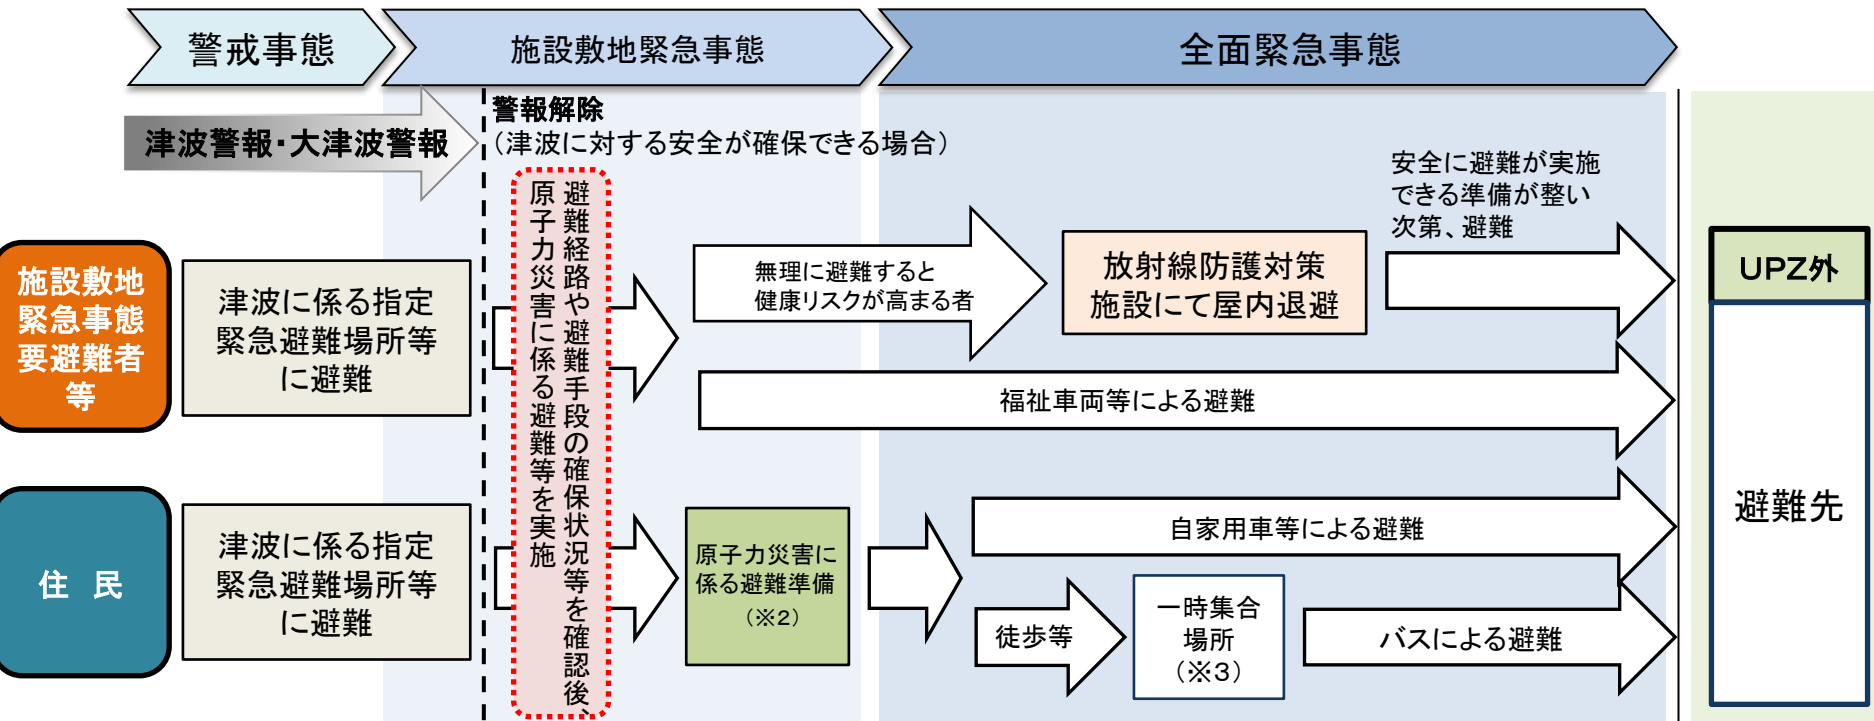 警戒事態
施設敷地緊急事態
全面緊急事態
津波警報・大津波警報
警報解除
（津波に対する安全が確保できる場合）
避難経路や避難手段の確保状況等を確認後、
原子力災害に係る避難等を実施
施設敷地
緊急事態
要避難者
等
津波に係る指定
緊急避難場所等
に避難
無理に避難すると
健康リスクが高まる者
放射線防護対策
施設にて屋内退避
安全に避難が実施
できる準備が整い
次第、避難
福祉車両等による避難
住 民
津波に係る指定
緊急避難場所等
に避難
原子力災害に
係る避難準備
（※2）
自家用車等による避難
徒歩等
一時集合
場所
（※3）
バスによる避難
UPZ外
避難先